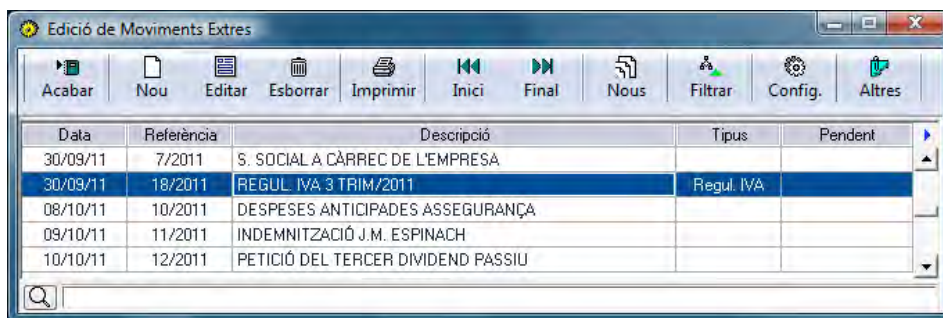 Edició de Moviments Extres
Acabar Nou Editar Esborrar Imprimir Inici Final Nous Filtrar Config. Altres
Data Referència Descripció Tipus Pendent
30/09/11 7/2011 S. SOCIAL A CÀRREC DE L'EMPRESA
30/09/11 18/2011 REGUL. IVA 3 TRIM/2011 Regul. IVA
08/10/11 10/2011 DESPESES ANTICIPADES ASSEGURANÇA
09/10/11 11/2011 INDEMNITZACIÓ J.M. ESPINACH
10/10/11 12/2011 PETICIÓ DEL TERCER DIVIDEND PASSIU